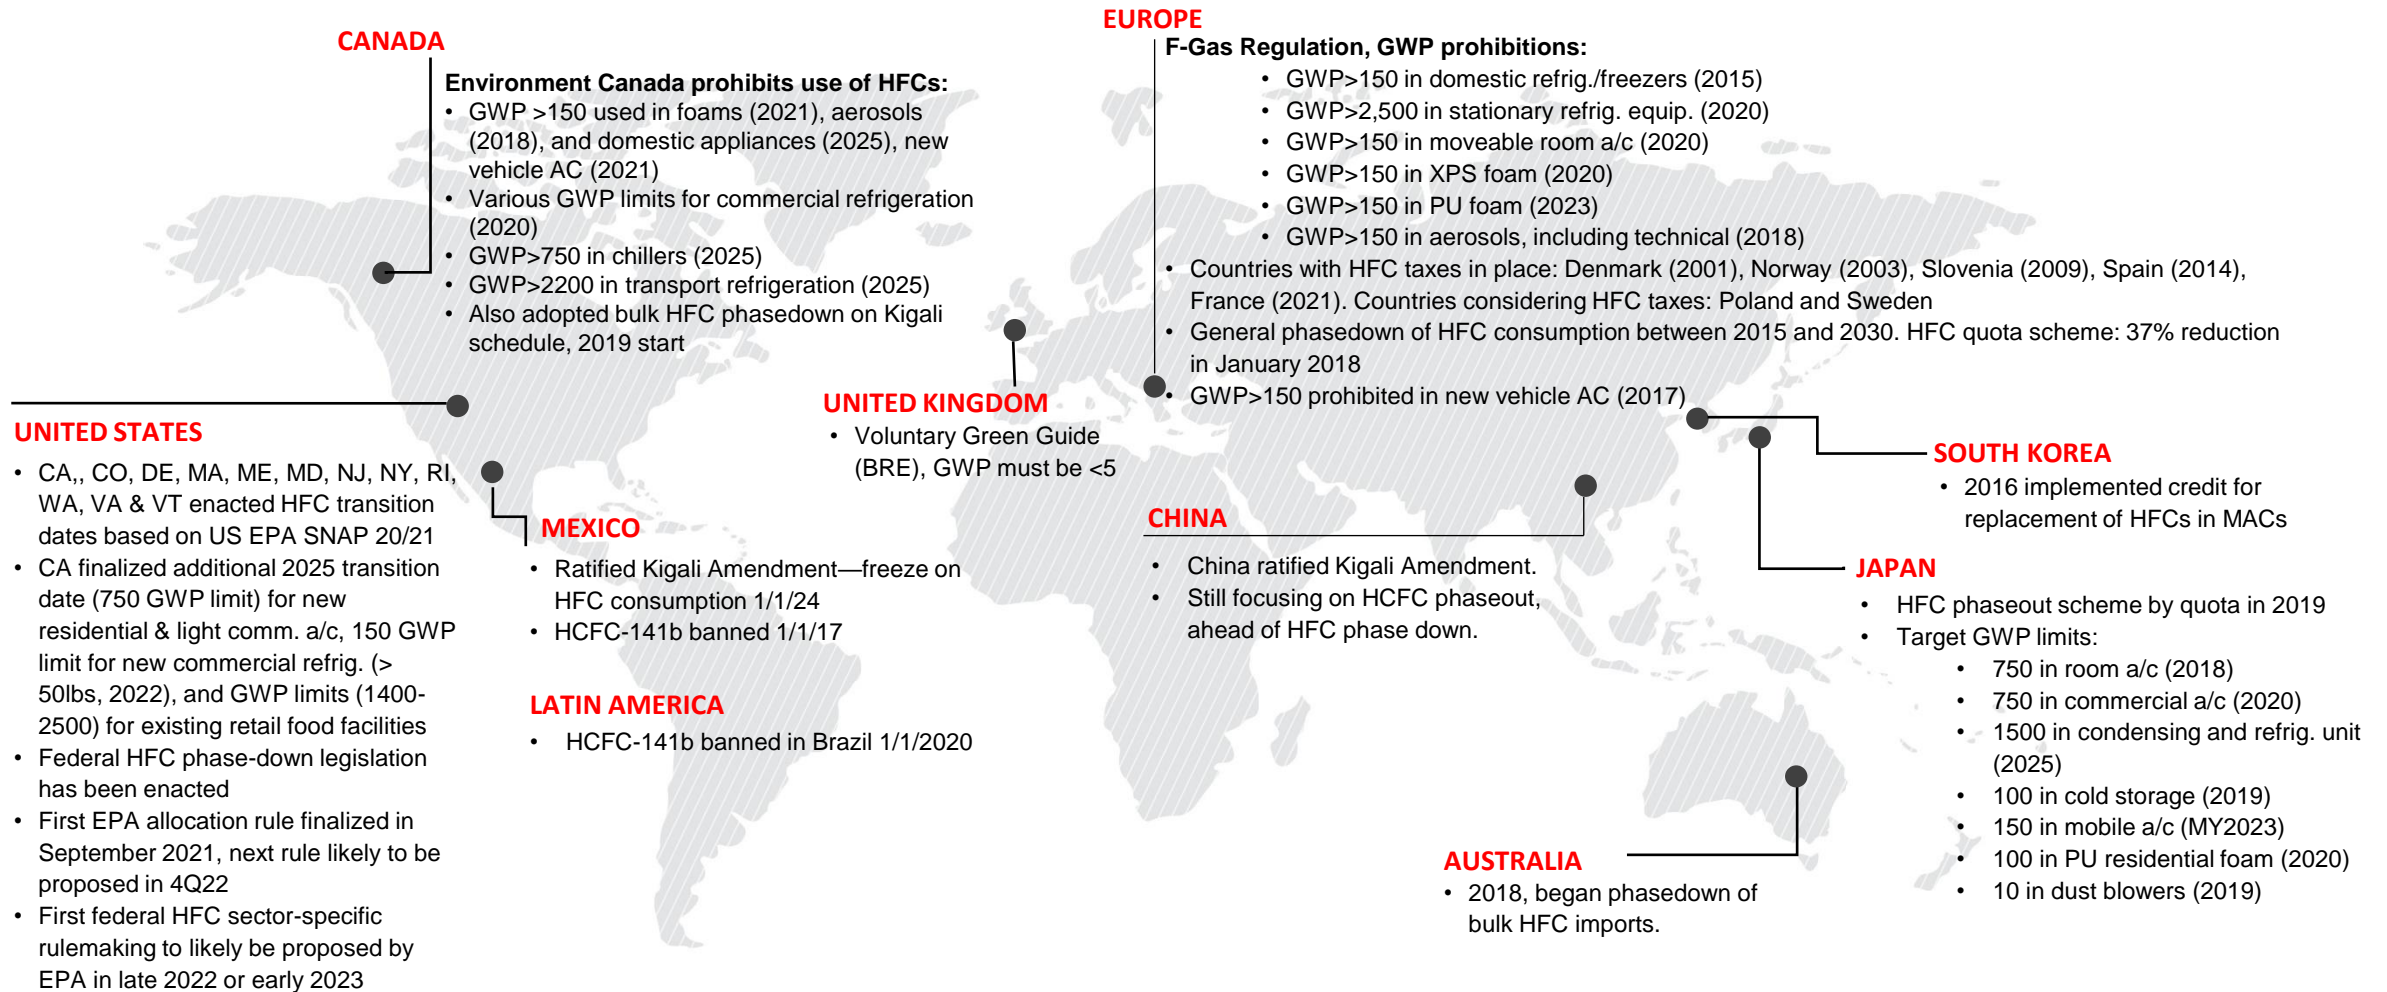 CANADA
Environment Canada prohibits use of HFCs:
• GWP >150 used in foams (2021), aerosols
(2018), and domestic appliances (2025), new
vehicle AC (2021)
• Various GWP limits for commercial refrigeration
(2020)
• GWP>750 in chillers (2025)
• GWP>2200 in transport refrigeration (2025)
• Also adopted bulk HFC phasedown on Kigali
schedule, 2019 start
EUROPE
F-Gas Regulation, GWP prohibitions:
• GWP>150 in domestic refrig./freezers (2015)
• GWP>2,500 in stationary refrig. equip. (2020)
• GWP>150 in moveable room a/c (2020)
• GWP>150 in XPS foam (2020)
• GWP>150 in PU foam (2023)
• GWP>150 in aerosols, including technical (2018)
• Countries with HFC taxes in place: Denmark (2001), Norway (2003), Slovenia (2009), Spain (2014),
France (2021). Countries considering HFC taxes: Poland and Sweden
• General phasedown of HFC consumption between 2015 and 2030. HFC quota scheme: 37% reduction
in January 2018
• GWP>150 prohibited in new vehicle AC (2017)
UNITED STATES
• CA,, CO, DE, MA, ME, MD, NJ, NY, RI,
WA, VA & VT enacted HFC transition
dates based on US EPA SNAP 20/21
• CA finalized additional 2025 transition
date (750 GWP limit) for new
residential & light comm. a/c, 150 GWP
limit for new commercial refrig. (>
50lbs, 2022), and GWP limits (1400-
2500) for existing retail food facilities
• Federal HFC phase-down legislation
has been enacted
• First EPA allocation rule finalized in
September 2021, next rule likely to be
proposed in 4Q22
• First federal HFC sector-specific
rulemaking to likely be proposed by
EPA in late 2022 or early 2023
MEXICO
• Ratified Kigali Amendment—freeze on
HFC consumption 1/1/24
• HCFC-141b banned 1/1/17
LATIN AMERICA
• HCFC-141b banned in Brazil 1/1/2020
UNITED KINGDOM
• Voluntary Green Guide
(BRE), GWP must be <5
CHINA
• China ratified Kigali Amendment.
• Still focusing on HCFC phaseout,
ahead of HFC phase down.
SOUTH KOREA
• 2016 implemented credit for
replacement of HFCs in MACs
JAPAN
• HFC phaseout scheme by quota in 2019
• Target GWP limits:
• 750 in room a/c (2018)
• 750 in commercial a/c (2020)
• 1500 in condensing and refrig. unit
(2025)
• 100 in cold storage (2019)
• 150 in mobile a/c (MY2023)
• 100 in PU residential foam (2020)
• 10 in dust blowers (2019)
AUSTRALIA
• 2018, began phasedown of
bulk HFC imports.